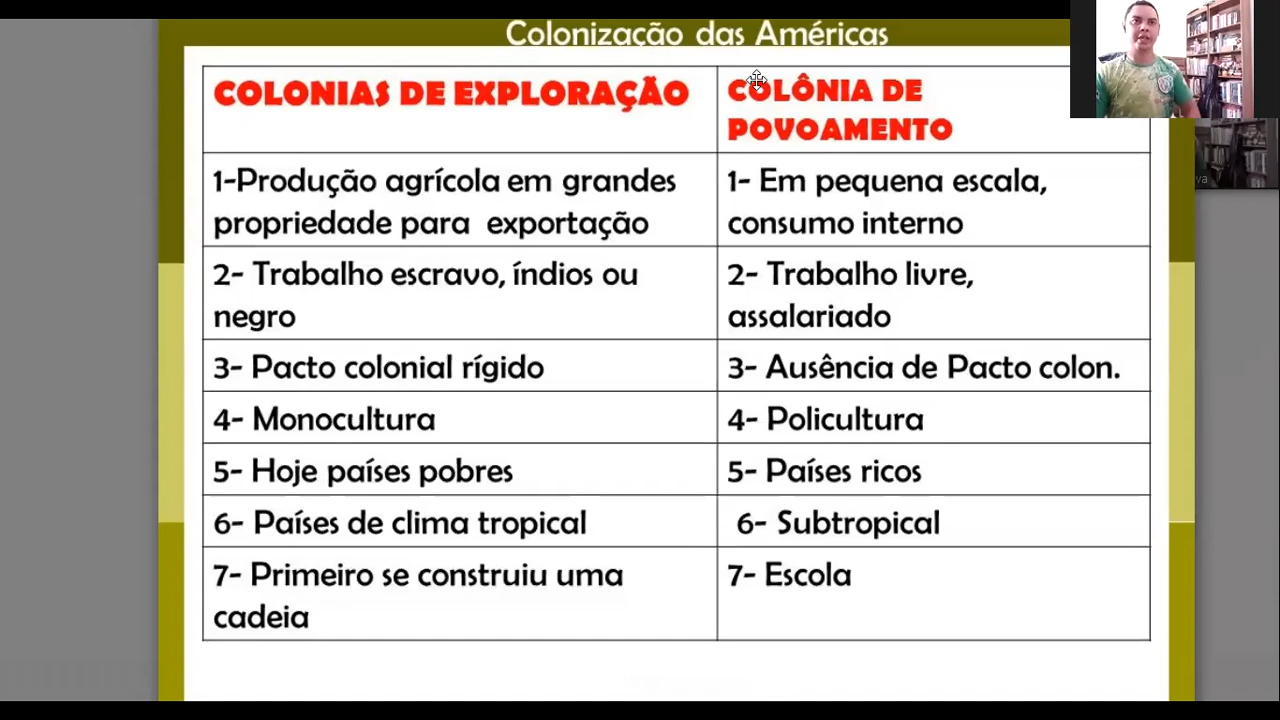 Colonização das Américas
COLONIAS DE EXPLORAÇÃO
COLÔNIA DE
POVOAMENTO
1-Produção agrícola em grandes
propriedade para exportação
1- Em pequena escala,
consumo interno
2- Trabalho escravo, índios ou
negro
2- Trabalho livre,
assalariado
3- Pacto colonial rígido
3- Ausência de Pacto colon.
4- Monocultura
4- Policultura
5- Hoje países pobres
5- Países ricos
6- Países de clima tropical
6- Subtropical
7- Primeiro se construiu uma
cadeia
7- Escola